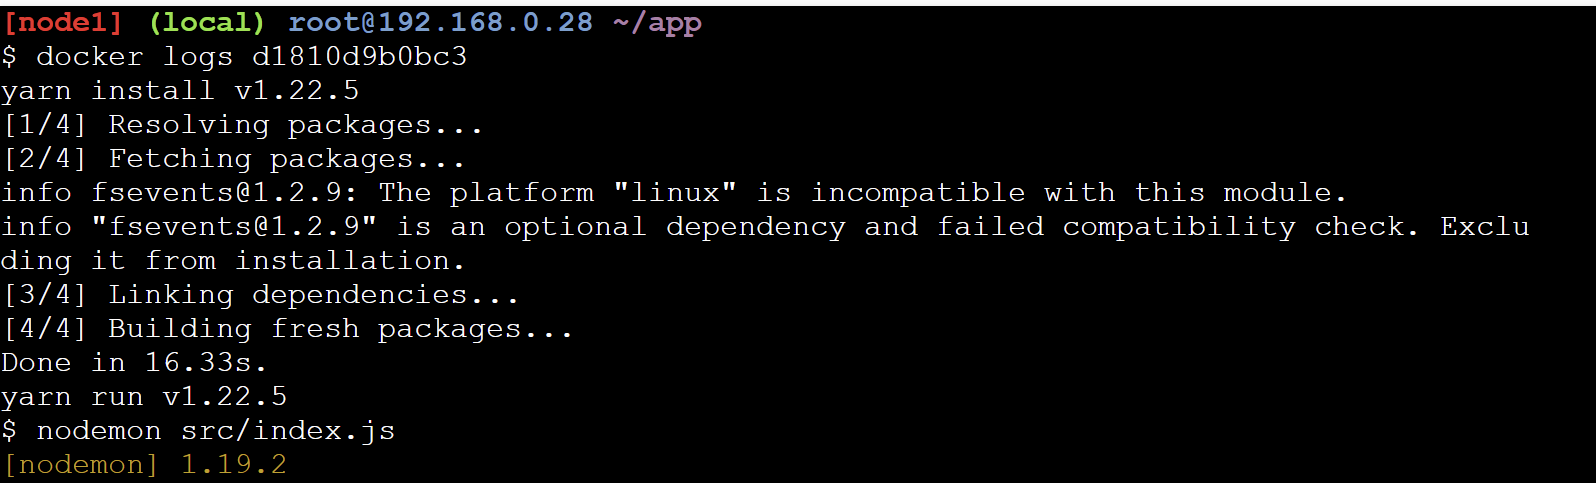 [node1] (local) root@192.168.0.28 ~/app
$ docker logs d1810d9b0bc3
yarn install v1.22.5
[1/4] Resolving packages...
[2/4] Fetching packages...
info fsevents@1.2.9: The platform "linux" is incompatible with this module.
info "fsevents@1.2.9" is an optional dependency and failed compatibility check. Exclu
ding it from installation.
[3/4] Linking dependencies...
[4/4] Building fresh packages...
Done in 16.33s.
yarn run v1.22.5
$ nodemon src/index.js
[nodemon] 1.19.2